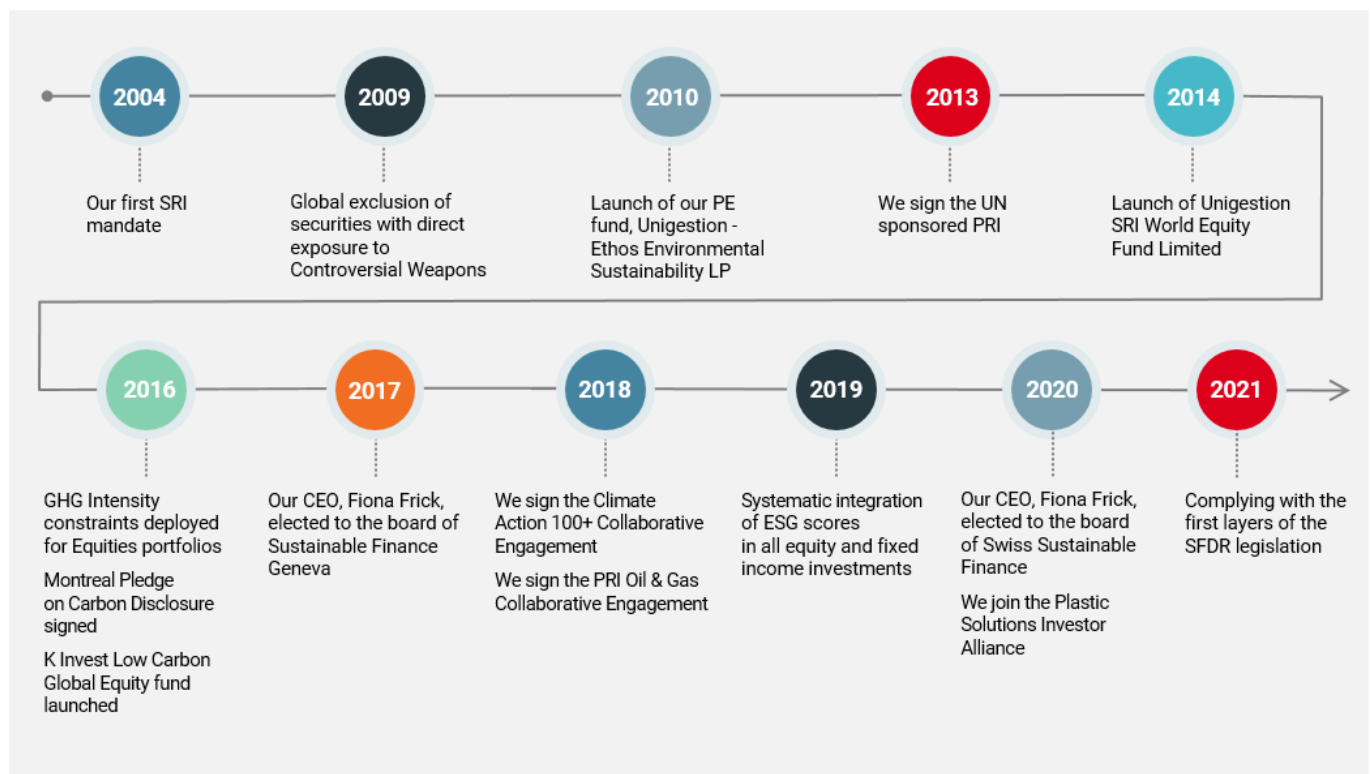 2004
Our first SRI
mandate
2009
Global exclusion of
securities with direct
exposure to
Controversial Weapons
2010
Launch of our PE
fund, Unigestion -
Ethos Environmental
Sustainability LP
2013
We sign the UN
sponsored PRI
2014
Launch of Unigestion
SRI World Equity
Fund Limited
2016
GHG Intensity
constraints deployed
for Equities portfolios
Montreal Pledge
on Carbon Disclosure
signed
K Invest Low Carbon
Global Equity fund
launched
2017
Our CEO, Fiona Frick,
elected to the board of
Sustainable Finance
Geneva
2018
We sign the Climate
Action 100+ Collaborative
Engagement
We sign the PRI Oil & Gas
Collaborative Engagement
2019
Systematic integration
of ESG scores
in all equity and fixed
income investments
2020
Our CEO, Fiona Frick,
elected to the board
of Swiss Sustainable
Finance
We join the Plastic
Solutions Investor
Alliance
2021
Complying with the
first layers of the
SFDR legislation